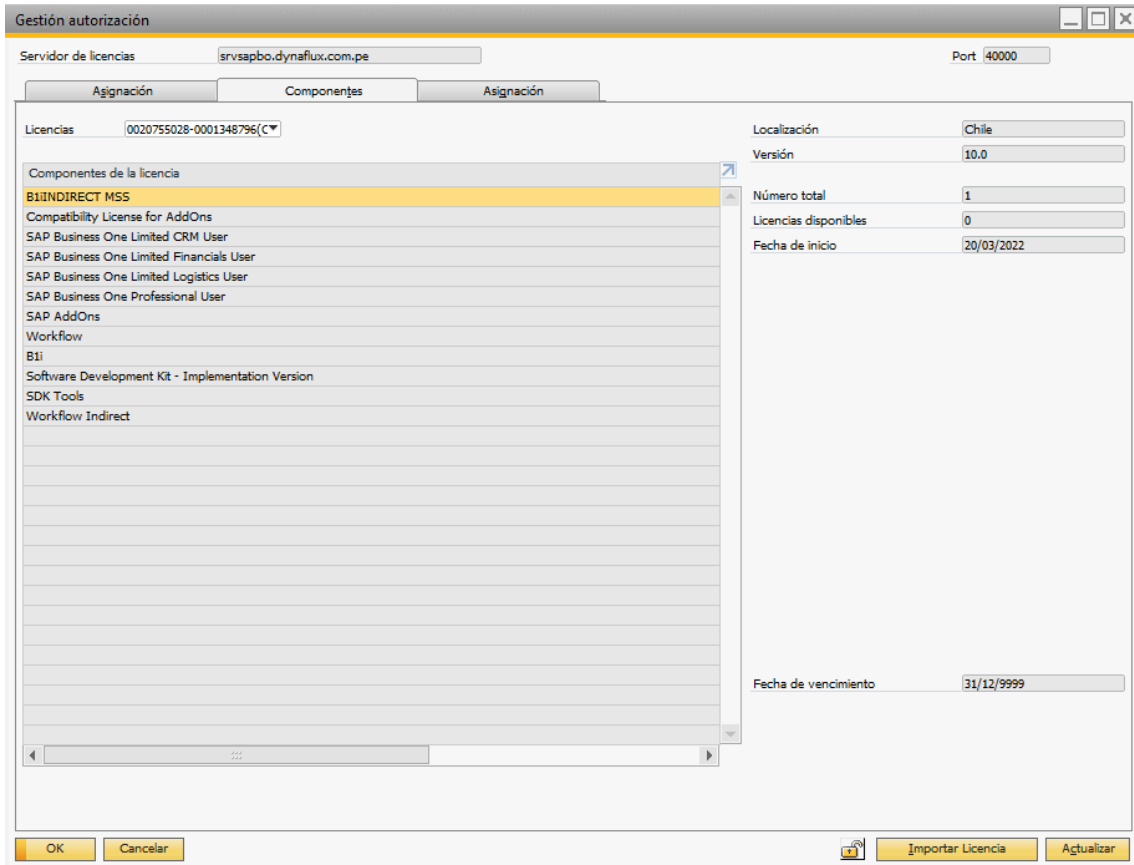 Gestión autorización
Servidor de licencias srvsapbo.dynaflux.com.pe Port 40000
Asignación Componentes Asignación
Licencias 0020755028-0001348796(C
Localización Chile
Versión 10.0
Componentes de la licencia
Número total 1
Licencias disponibles 0
Fecha de inicio 20/03/2022
B1iINDIRECT MSS
Compatibility License for AddOns
SAP Business One Limited CRM User
SAP Business One Limited Financials User
SAP Business One Limited Logistics User
SAP Business One Professional User
SAP AddOns
Workflow
B1i
Software Development Kit - Implementation Version
SDK Tools
Workflow Indirect
Fecha de vencimiento 31/12/9999
OK Cancelar Importar Licencia Actualizar